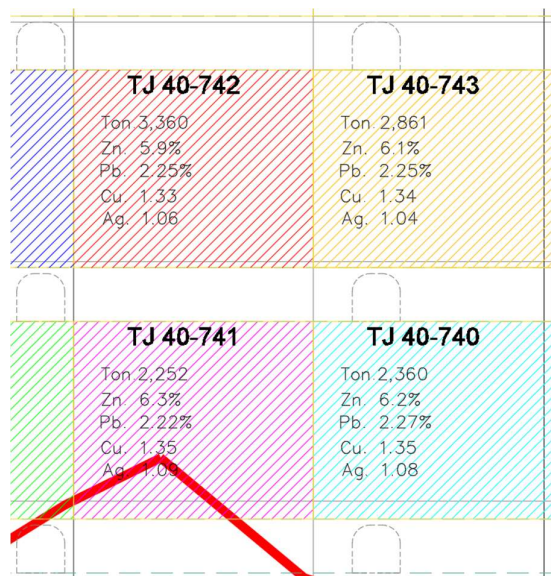 TJ 40-742
Ton.3,360
Zn. 5.9%
Pb. 2.25%
Cu. 1.33
Ag. 1.06
TJ 40-743
Ton.2,861
Zn. 6.1%
Pb. 2.25%
Cu. 1.34
Ag. 1.04
TJ 40-741
Ton.2,252
Zn. 6.3%
Pb. 2.22%
Cu. 1.35
Ag. 1.09
TJ 40-740
Ton.2,360
Zn. 6.2%
Pb. 2.27%
Cu. 1.35
Ag. 1.08